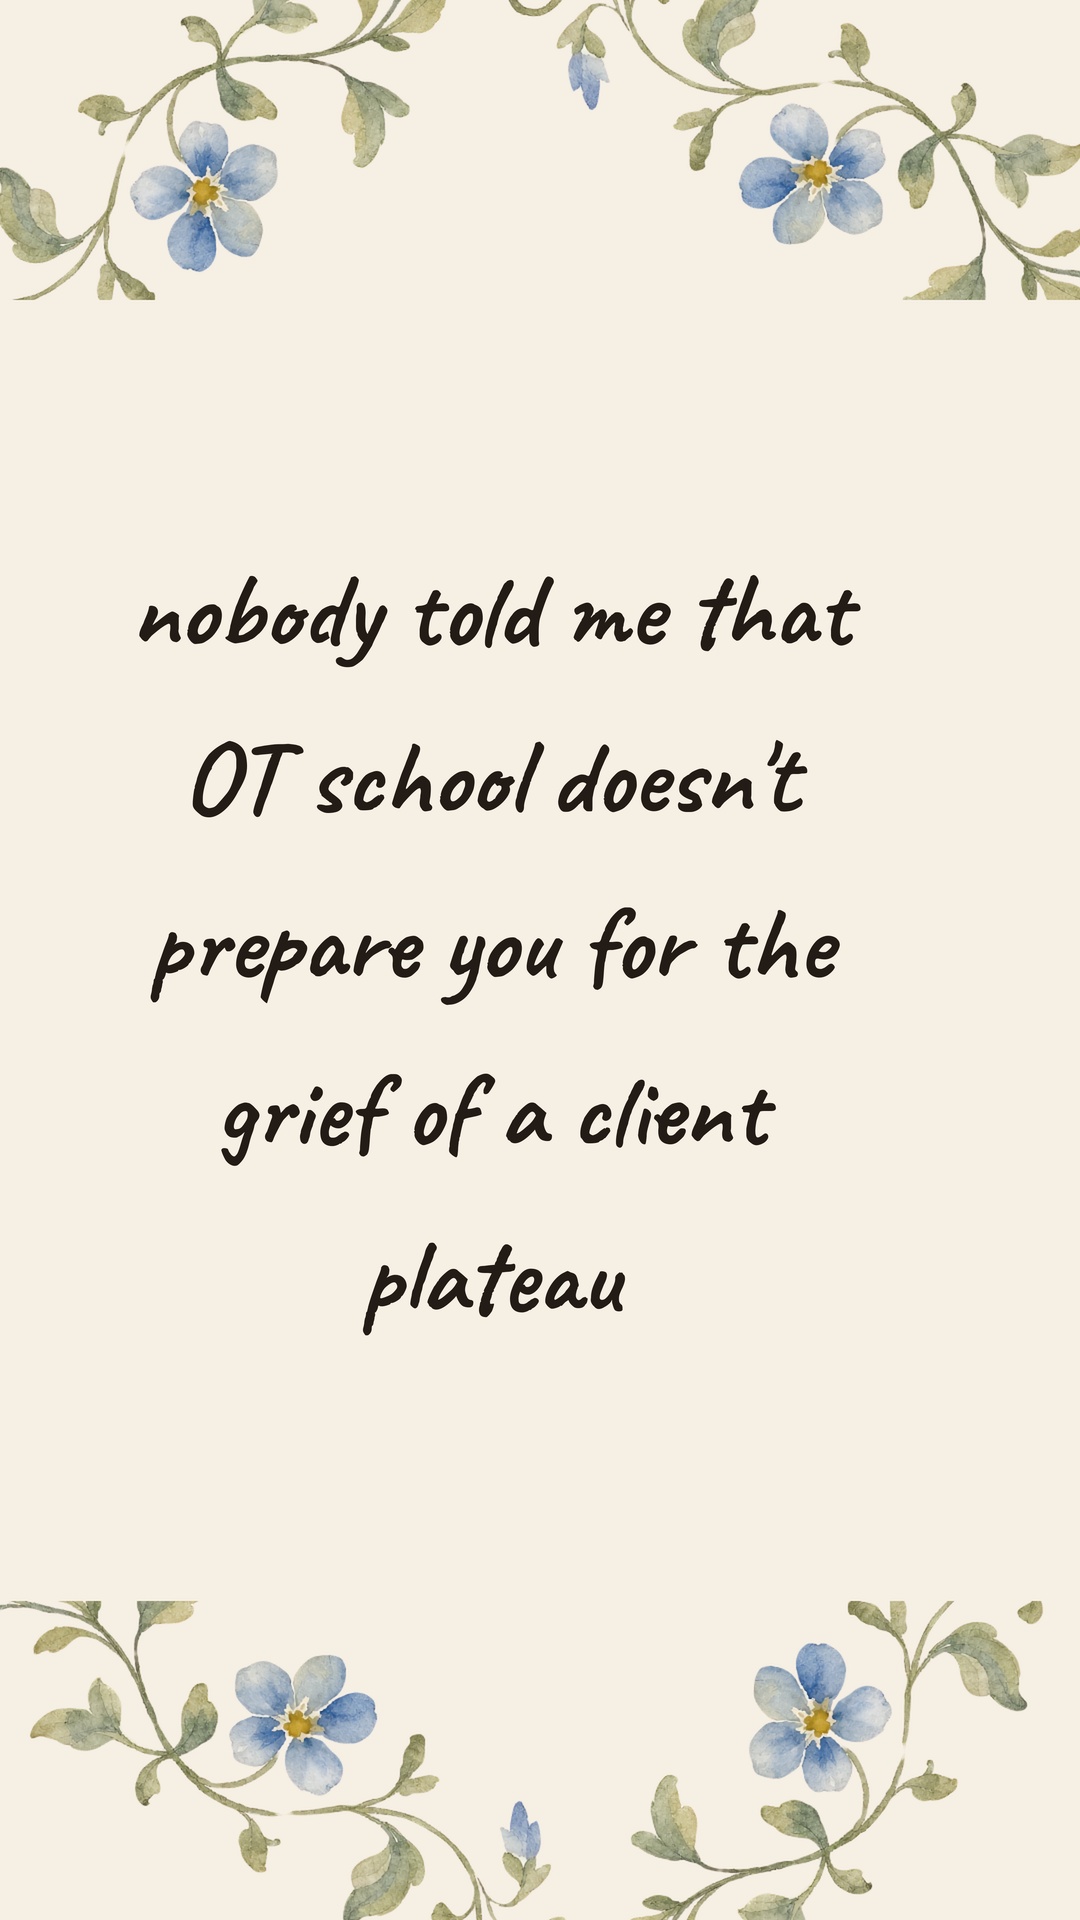 nobody told me that
OT school doesn't
prepare you for the
grief of a client
plateau